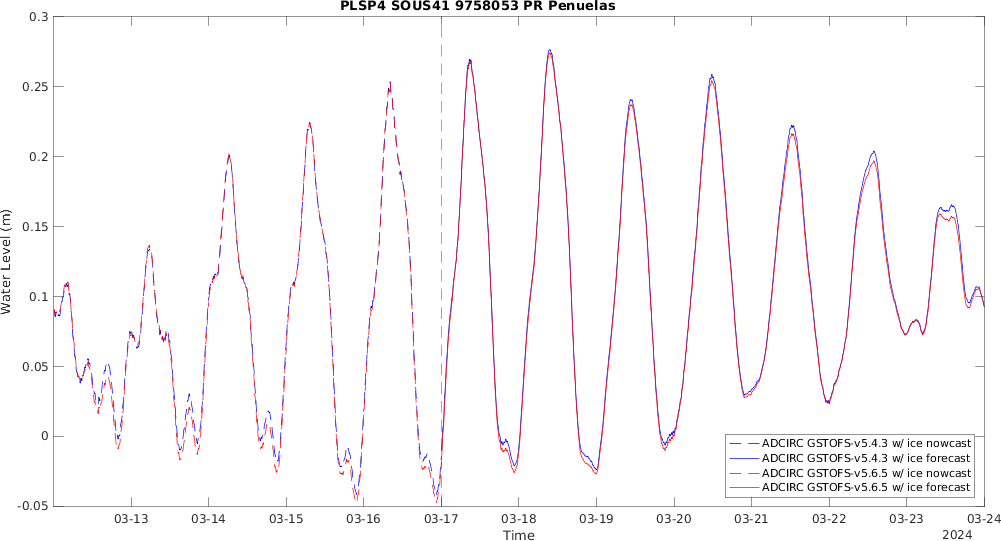 PLSP4 SOUS41 9758053 PR Penuelas
0.3
0.25
0.2
0.15
0.1
0.05
0
-0.05
Water Level (m)
ADCIRC GSTOFS-v5.4.3 w/ ice nowcast
ADCIRC GSTOFS-v5.4.3 w/ ice forecast
ADCIRC GSTOFS-v5.6.5 w/ ice nowcast
ADCIRC GSTOFS-v5.6.5 w/ ice forecast
03-13 03-14 03-15 03-16 03-17 03-18 03-19 03-20 03-21 03-22 03-23 03-24
Time
2024